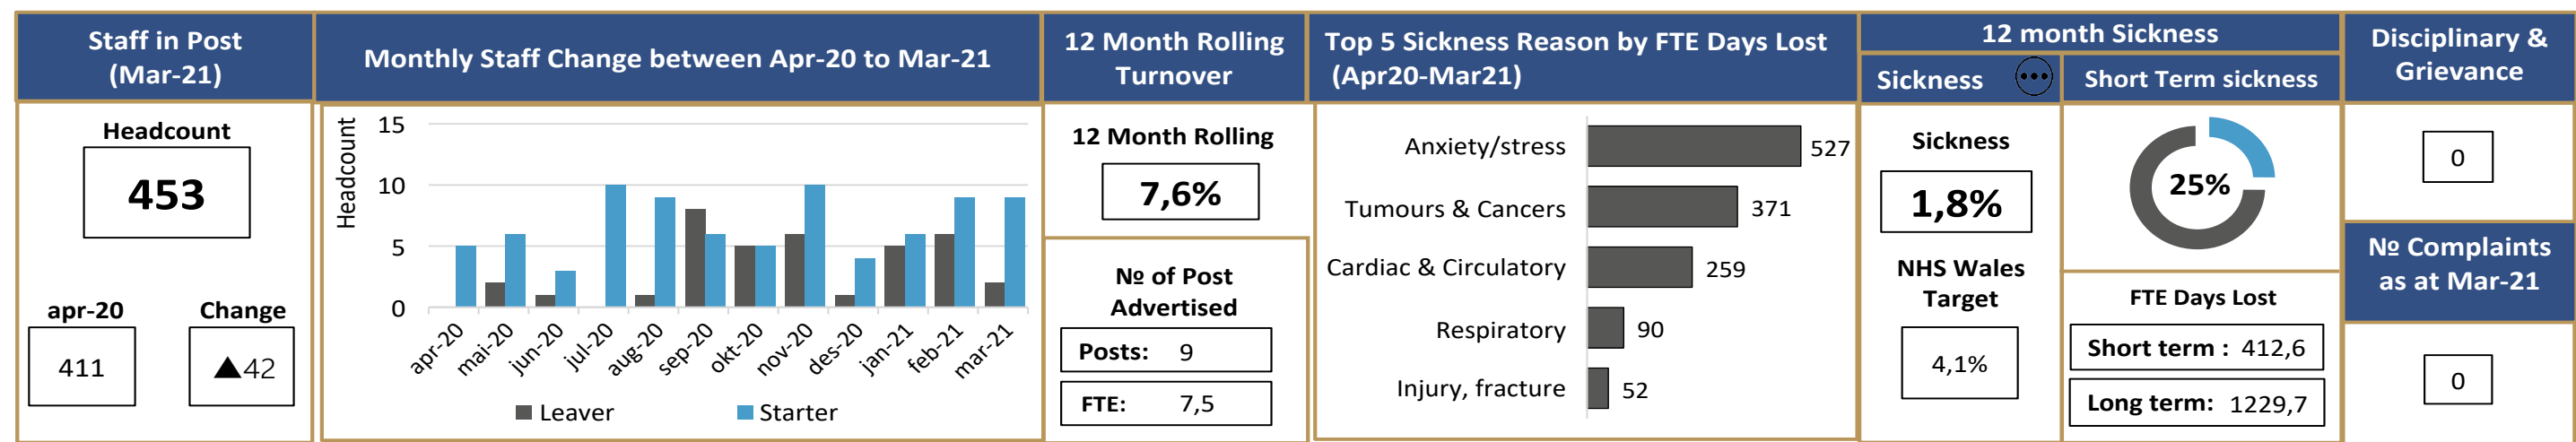 Staff in Post
(Mar-21)
Headcount
453
apr-20
Change
411
▲42
Monthly Staff Change between Apr-20 to Mar-21
Headcount
15
10
5
0
apr-20
mai-20
jun-20
jul-20
aug-20
sep-20
okt-20
nov-20
des-20
jan-21
feb-21
mar-21
Leaver
Starter
12 Month Rolling
Turnover
12 Month Rolling
7,6%
№ of Post
Advertised
Posts: 9
FTE: 7,5
Top 5 Sickness Reason by FTE Days Lost
(Apr20-Mar21)
Anxiety/stress 527
Tumours & Cancers 371
Cardiac & Circulatory 259
Respiratory 90
Injury, fracture 52
12 month Sickness
Sickness
Sickness
1,8%
NHS Wales
Target
4,1%
Short Term sickness
25%
FTE Days Lost
Short term : 412,6
Long term: 1229,7
Disciplinary &
Grievance
0
№ Complaints
as at Mar-21
0